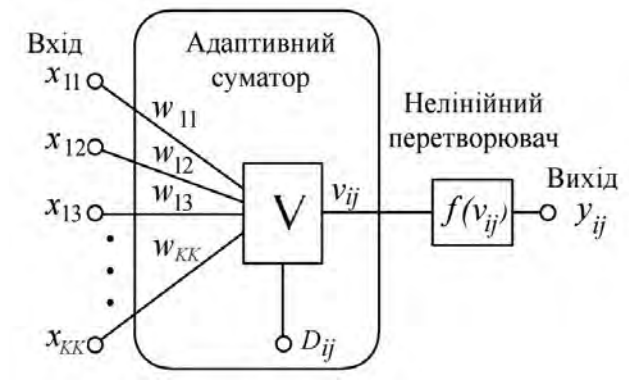 Вхід
Адаптивний
суматор
Нелінійний
перетворювач
Вихід
x11
x12
x13
xKK
w11
w12
w13
wKK
V
vij
f(vij)
yij
Dij